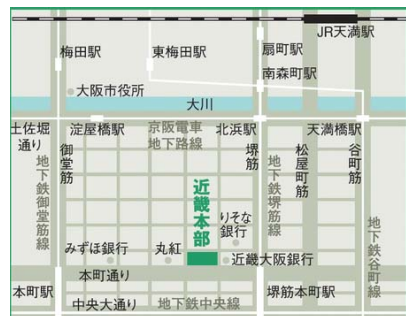 JR天満駅
梅田駅
東梅田駅
扇町駅
南森町駅
大阪市役所
大川
土佐堀
通り
淀屋橋駅
京阪電車
地下路線
北浜駅
天満橋駅
地下鉄御堂筋線
御堂筋
堺筋
地下鉄堺筋線
松屋町筋
谷町筋
地下鉄谷町線
近畿本部
りそな
銀行
みずほ銀行
丸紅
近畿大阪銀行
本町通り
本町駅
中央大通り
地下鉄中央線
堺筋本町駅